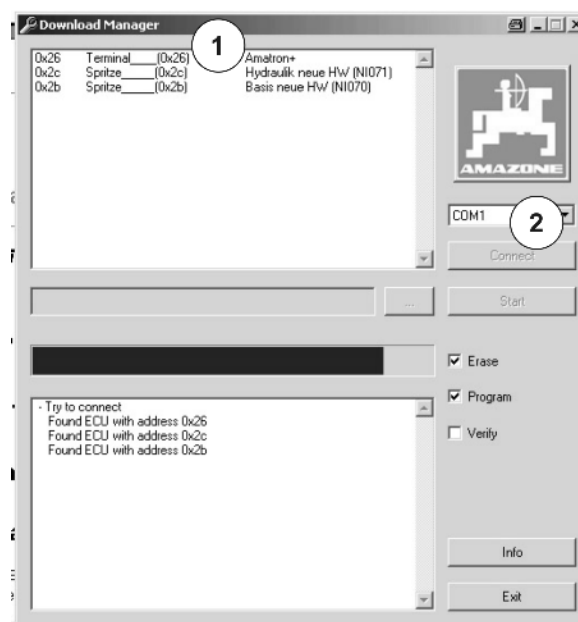 Download Manager
1
0x26 Terminal____(0x26) Amatron+
0x2c Spritze_____(0x2c) Hydraulik neue HW (NI071)
0x2b Spritze_____(0x2b) Basis neue HW (NI070)
AMAZONE
COM1
2
Connect
...
Start
Erase
Program
Verify
- Try to connect
Found ECU with address 0x26
Found ECU with address 0x2c
Found ECU with address 0x2b
Info
Exit